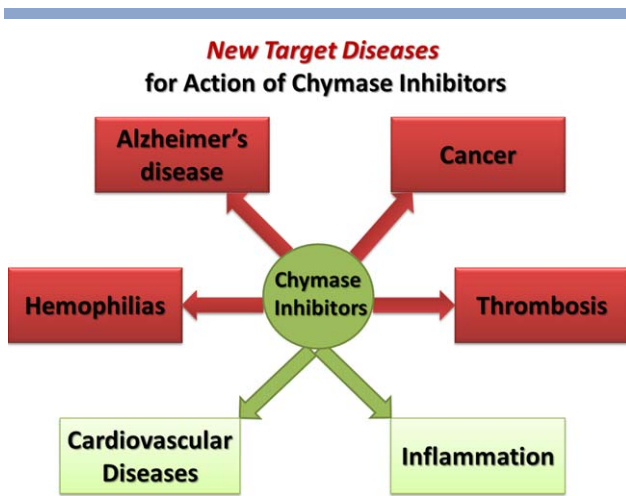 New Target Diseases
for Action of Chymase Inhibitors
Alzheimer's
disease
Cancer
Chymase
Inhibitors
Hemophilias
Thrombosis
Cardiovascular
Diseases
Inflammation